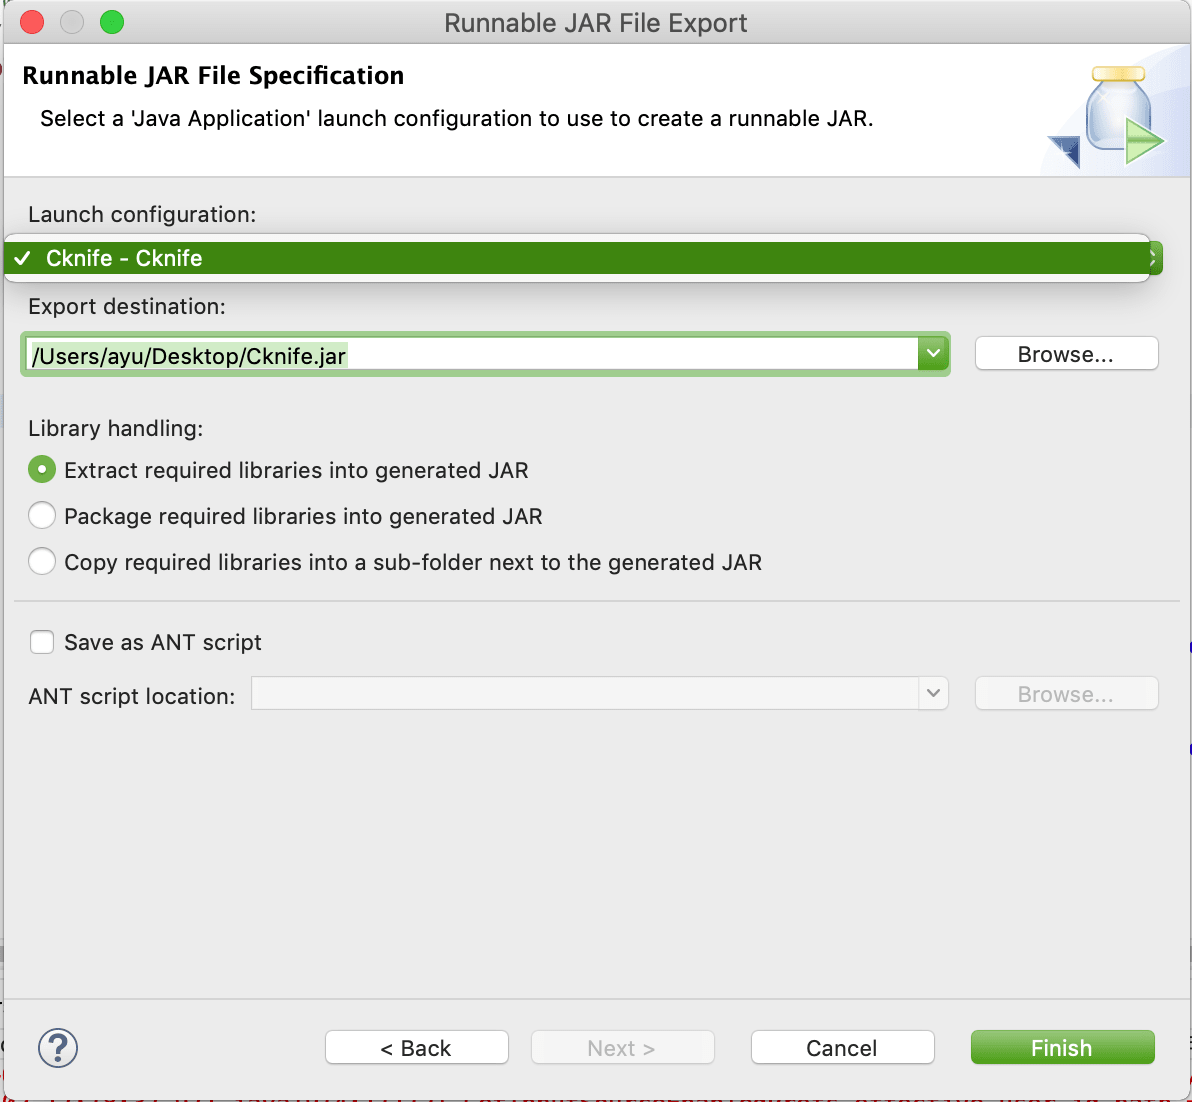 Runnable JAR File Export
Runnable JAR File Specification
Select a 'Java Application' launch configuration to use to create a runnable JAR.
Launch configuration:
✓ Cknife - Cknife
Export destination:
/Users/ayu/Desktop/Cknife.jar
Browse...
Library handling:
Extract required libraries into generated JAR
Package required libraries into generated JAR
Copy required libraries into a sub-folder next to the generated JAR
Save as ANT script
ANT script location:
Browse...
? < Back Next > Cancel Finish